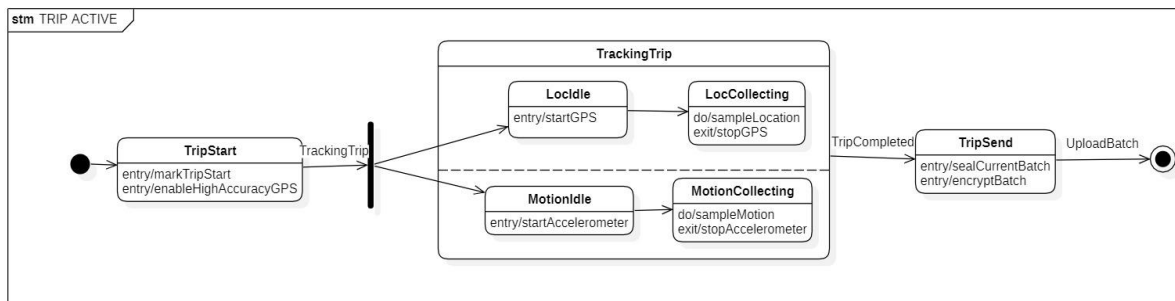 stm TRIP ACTIVE
TrackingTrip
LocIdle
entry/startGPS
LocCollecting
do/sampleLocation
exit/stopGPS
TripStart
entry/markTripStart
entry/enableHighAccuracyGPS
TrackingTrip
TripCompleted
TripSend
entry/sealCurrentBatch
entry/encryptBatch
UploadBatch
MotionIdle
entry/startAccelerometer
MotionCollecting
do/sampleMotion
exit/stopAccelerometer